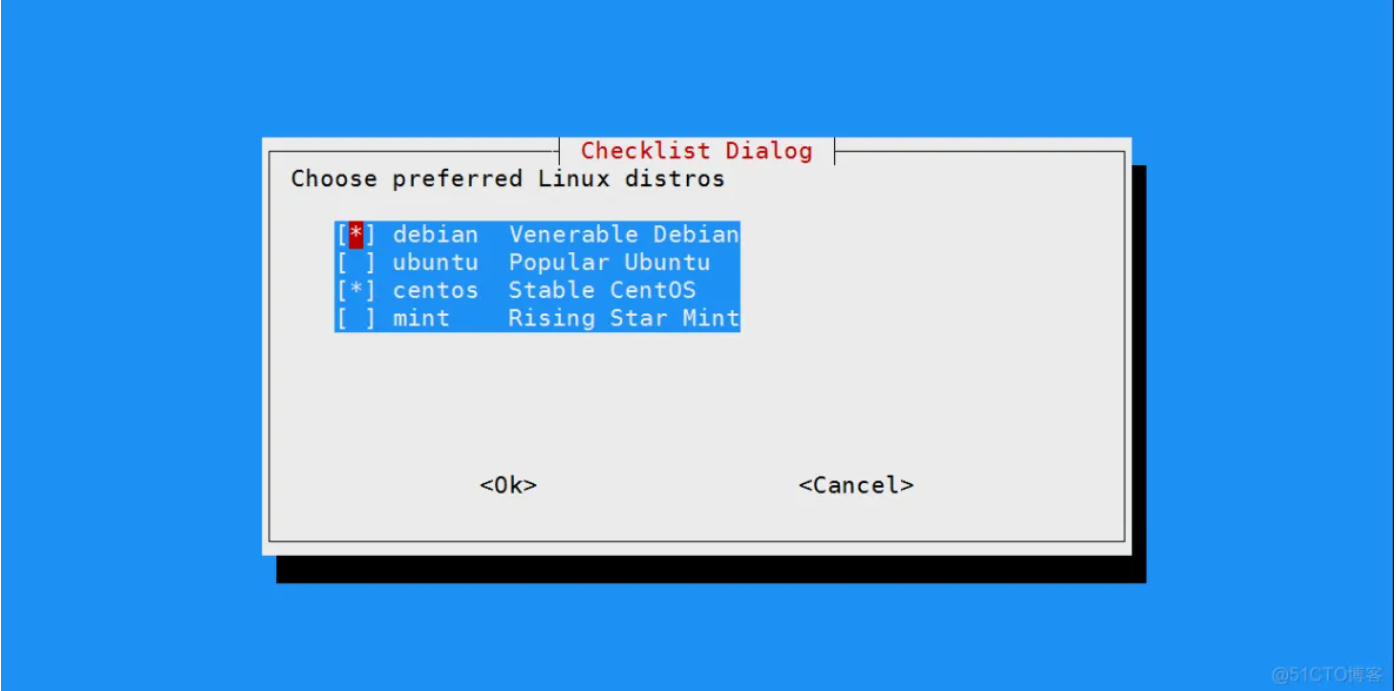 Checklist Dialog
Choose preferred Linux distros
[*] debian Venerable Debian
[ ] ubuntu Popular Ubuntu
[*] centos Stable CentOS
[ ] mint Rising Star Mint
<Ok> <Cancel>
@51CTO博客